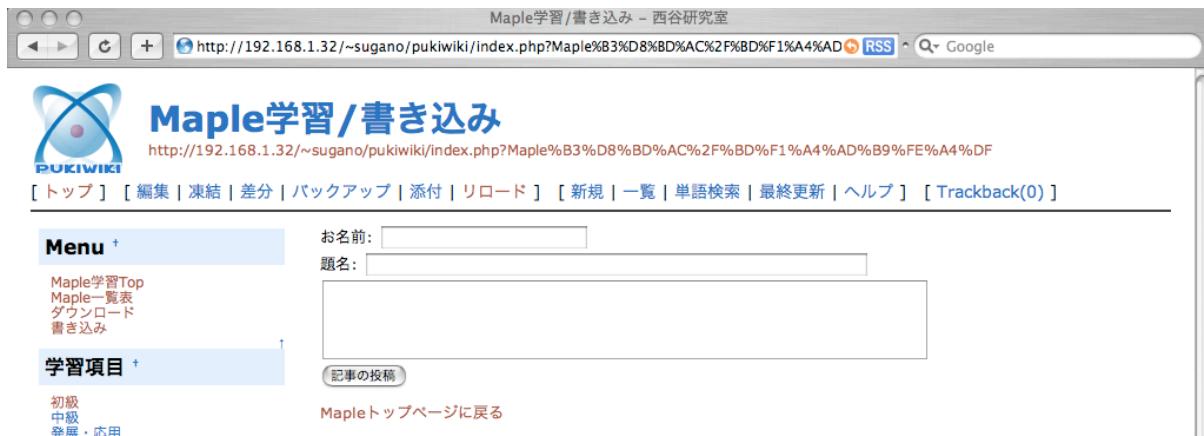 Maple学習/書き込み – 西谷研究室
http://192.168.1.32/~sugano/pukiwiki/index.php?Maple%B3%D8%BD%AC%2F%BD%F1%A4%AD RSS Google
Maple学習/書き込み
http://192.168.1.32/~sugano/pukiwiki/index.php?Maple%B3%D8%BD%AC%2F%BD%F1%A4%AD%B9%FE%A4%DF
PUKIWIKI
[ トップ ] [ 編集 | 凍結 | 差分 | バックアップ | 添付 | リロード ] [ 新規 | 一覧 | 単語検索 | 最終更新 | ヘルプ ] [ Trackback(0) ]
Menu †
Maple学習Top
Maple一覧表
ダウンロード
書き込み
↑
学習項目 †
初級
中級
発展・応用
お名前:
題名:
記事の投稿
Mapleトップページに戻る